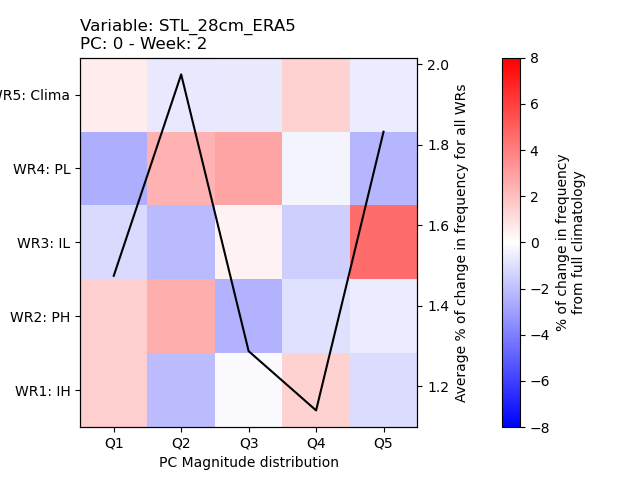 Variable: STL_28cm_ERA5
PC: 0 - Week: 2
WR5: Clima
WR4: PL
WR3: IL
WR2: PH
WR1: IH
Q1 Q2 Q3 Q4 Q5
PC Magnitude distribution
2.0
1.8
1.6
1.4
1.2
Average % of change in frequency for all WRs
8
6
4
2
0
−2
−4
−6
−8
% of change in frequency
from full climatology